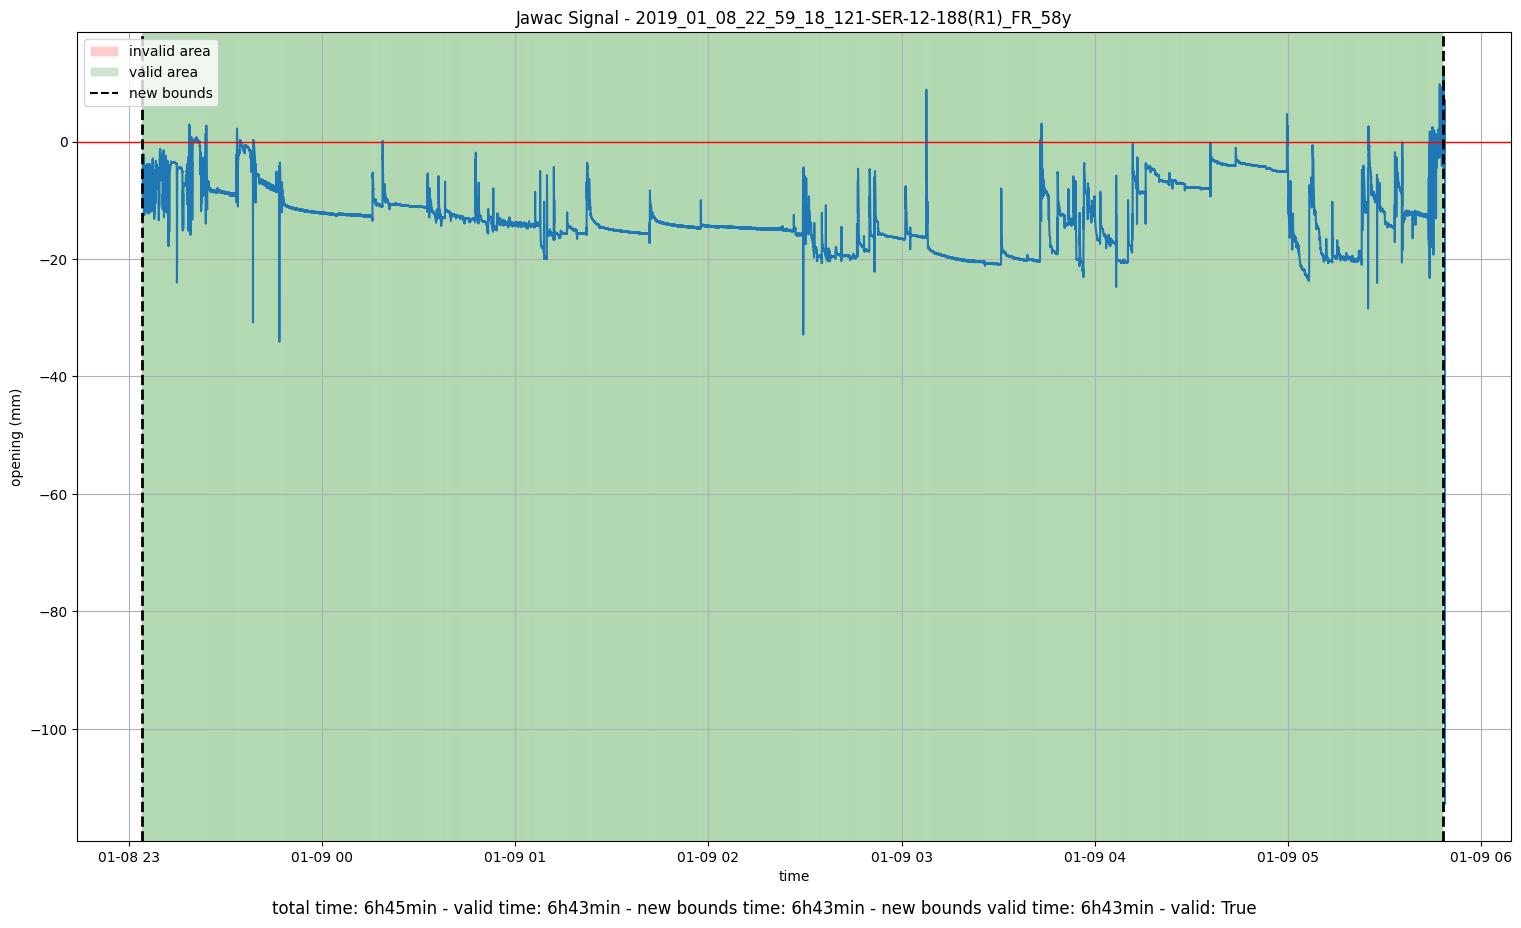 Jawac Signal - 2019_01_08_22_59_18_121-SER-12-188(R1)_FR_58y
invalid area
valid area
new bounds
0
−20
−40
−60
−80
−100
opening (mm)
01-08 23
01-09 00
01-09 01
01-09 02
01-09 03
01-09 04
01-09 05
01-09 06
time
total time: 6h45min - valid time: 6h43min - new bounds time: 6h43min - new bounds valid time: 6h43min - valid: True